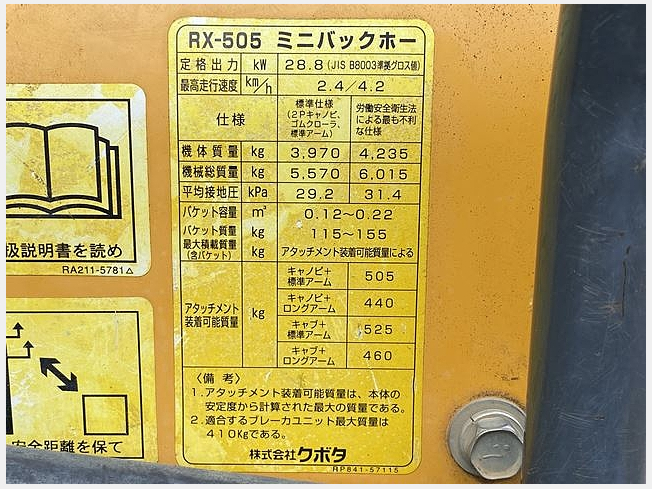 RX-505 ミニバックホー
定格出力 kW 28.8 (JIS B8003準拠グロス値)
最高走行速度 km/h 2.4/4.2
仕様
標準仕様
(2Pキャノピ、
ゴムクローラ、
標準アーム)
労働安全衛生法
による最も不利
な仕様
機体質量 kg 3,970 4,235
機械総質量 kg 5,570 6,015
平均接地圧 kPa 29.2 31.4
バケット容量 m³ 0.12~0.22
バケット質量 kg 115~155
最大積載質量
(含バケット) kg アタッチメント装着可能質量による
アタッチメント
装着可能質量 kg
キャノピ+
標準アーム 505
キャノピ+
ロングアーム 440
キャブ+
標準アーム 525
キャブ+
ロングアーム 460
〈備考〉
1.アタッチメント装着可能質量は、本体の
安定度から計算された最大の質量である。
2.適合するブレーカユニット最大質量は
410Kgである。
株式会社クボタ
RP841-57115
扱説明書を読め
RA211-5781△
安全距離を保て